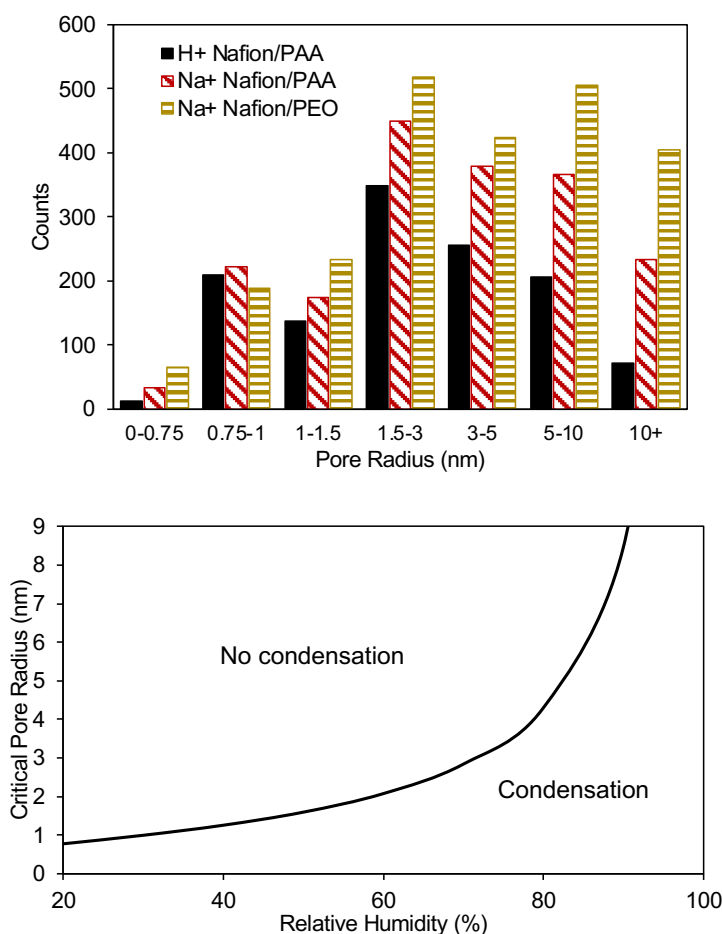 600
500
400
300
200
100
0
Counts
H+ Nafion/PAA
Na+ Nafion/PAA
Na+ Nafion/PEO
0-0.75 0.75-1 1-1.5 1.5-3 3-5 5-10 10+
Pore Radius (nm)
9
8
7
6
5
4
3
2
1
0
Critical Pore Radius (nm)
No condensation
Condensation
20 40 60 80 100
Relative Humidity (%)